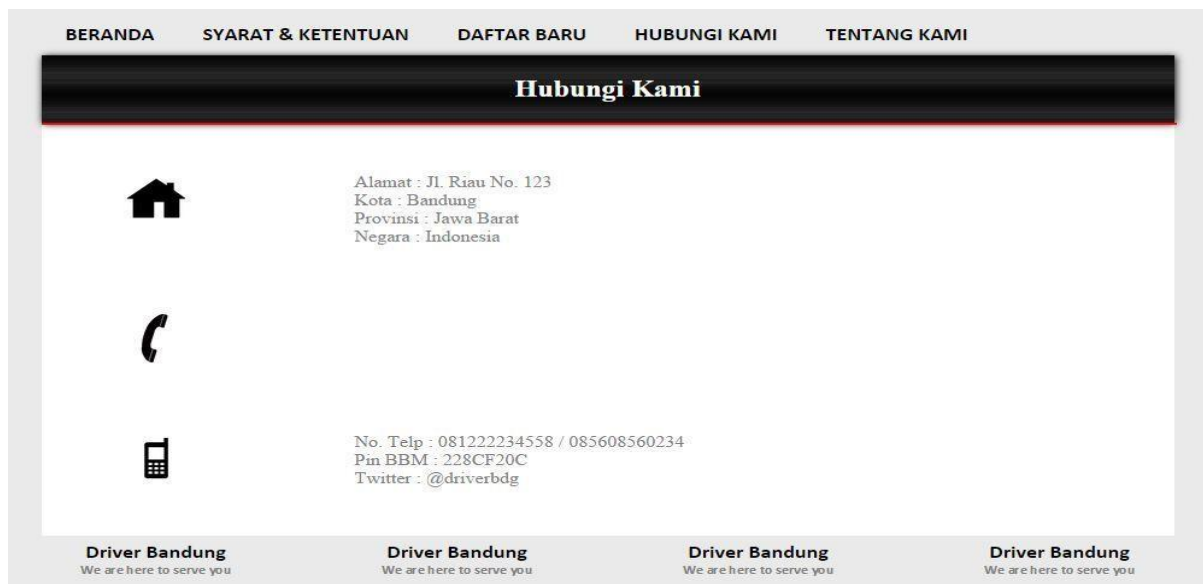 BERANDA SYARAT & KETENTUAN DAFTAR BARU HUBUNGI KAMI TENTANG KAMI
Hubungi Kami
Alamat : Jl. Riau No. 123
Kota : Bandung
Provinsi : Jawa Barat
Negara : Indonesia
No. Telp : 081222234558 / 085608560234
Pin BBM : 228CF20C
Twitter : @driverbdg
Driver Bandung Driver Bandung Driver Bandung Driver Bandung
We are here to serve you We are here to serve you We are here to serve you We are here to serve you